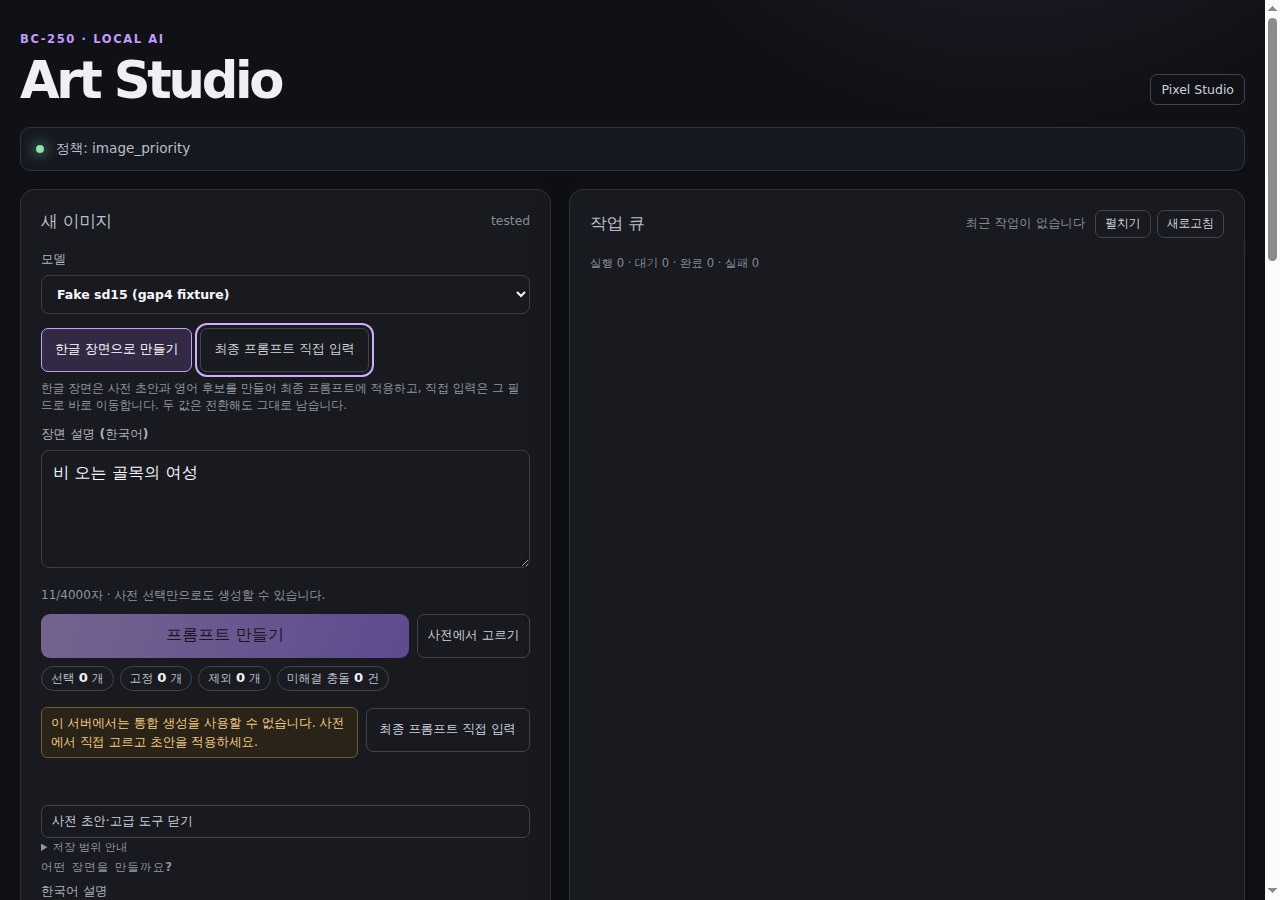 BC-250 · LOCAL AI
Art Studio
Pixel Studio
정책: image_priority
새 이미지
tested
모델
Fake sd15 (gap4 fixture)
한글 장면으로 만들기
최종 프롬프트 직접 입력
한글 장면은 사전 초안과 영어 후보를 만들어 최종 프롬프트에 적용하고, 직접 입력은 그 필
드로 바로 이동합니다. 두 값은 전환해도 그대로 남습니다.
장면 설명 (한국어)
비 오는 골목의 여성
11/4000자 · 사전 선택만으로도 생성할 수 있습니다.
프롬프트 만들기
사전에서 고르기
선택 0 개
고정 0 개
제외 0 개
미해결 충돌 0 건
이 서버에서는 통합 생성을 사용할 수 없습니다. 사전
에서 직접 고르고 초안을 적용하세요.
최종 프롬프트 직접 입력
사전 초안·고급 도구 닫기
저장 범위 안내
어떤 장면을 만들까요?
한국어 설명
작업 큐
최근 작업이 없습니다
펼치기
새로고침
실행 0 · 대기 0 · 완료 0 · 실패 0